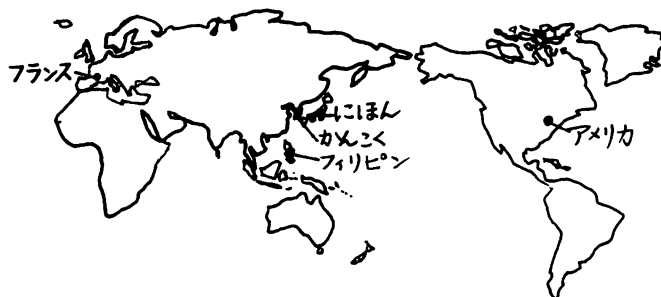 フランス
にほん
かんこく
フィリピン
アメリカ